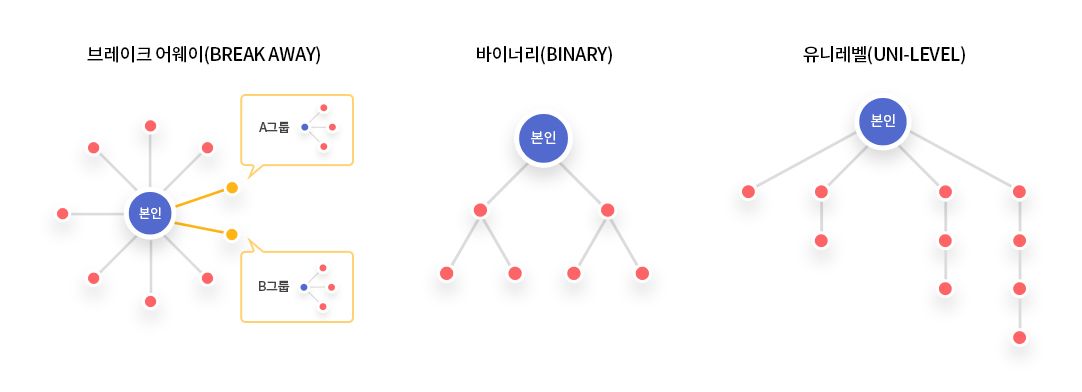 브레이크 어웨이(BREAK AWAY)
바이너리(BINARY)
유니레벨(UNI-LEVEL)
A그룹
본인
B그룹
본인
본인